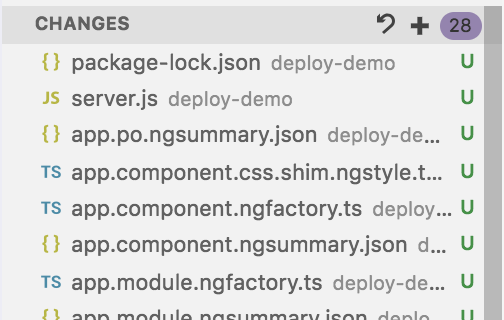 CHANGES 28
{} package-lock.json deploy-demo U
JS server.js deploy-demo U
{} app.po.ngsummary.json deploy-de... U
TS app.component.css.shim.ngstyle.t... U
TS app.component.ngfactory.ts deploy... U
{} app.component.ngsummary.json d... U
TS app.module.ngfactory.ts deploy-de... U
{} app.module.ngsummary.json deplo... U